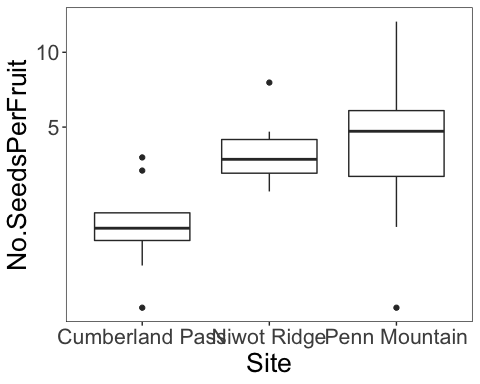 10
5
No.SeedsPerFruit
Cumberland Pass Niwot Ridge Penn Mountain
Site